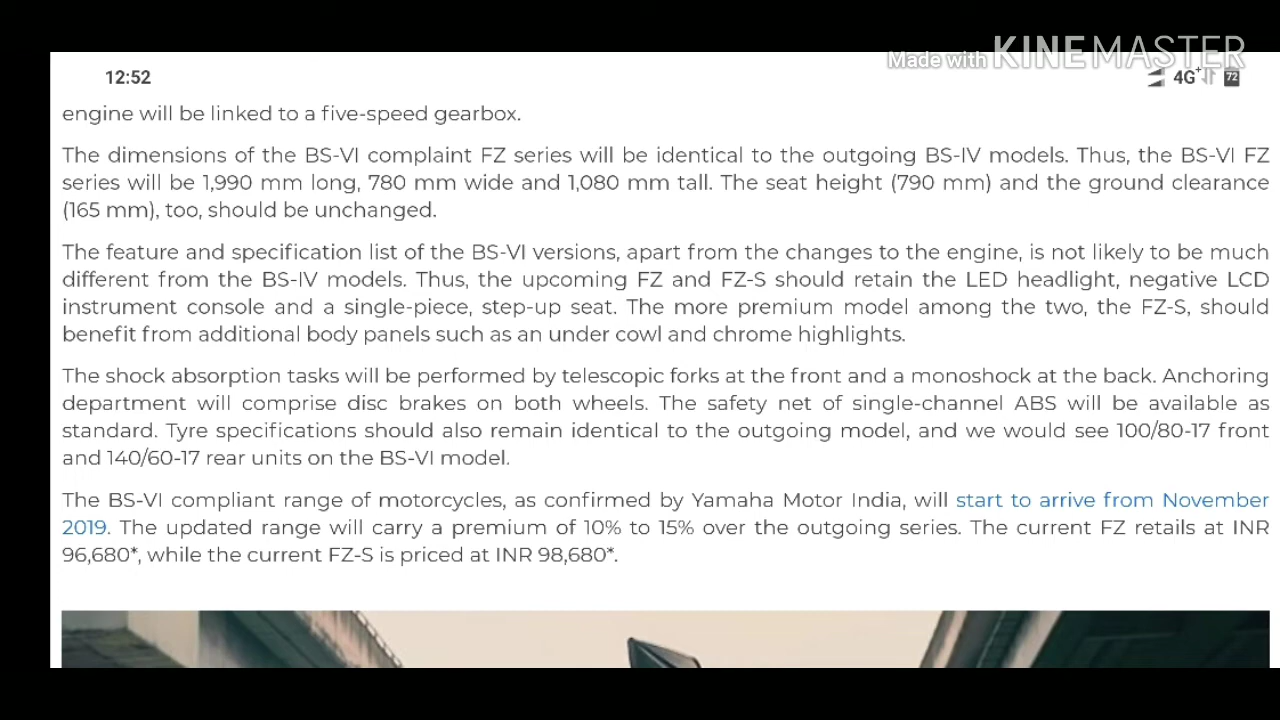 Made with KINEMASTER
12:52
4G+
72
engine will be linked to a five-speed gearbox.
The dimensions of the BS-VI complaint FZ series will be identical to the outgoing BS-IV models. Thus, the BS-VI FZ
series will be 1,990 mm long, 780 mm wide and 1,080 mm tall. The seat height (790 mm) and the ground clearance
(165 mm), too, should be unchanged.
The feature and specification list of the BS-VI versions, apart from the changes to the engine, is not likely to be much
different from the BS-IV models. Thus, the upcoming FZ and FZ-S should retain the LED headlight, negative LCD
instrument console and a single-piece, step-up seat. The more premium model among the two, the FZ-S, should
benefit from additional body panels such as an under cowl and chrome highlights.
The shock absorption tasks will be performed by telescopic forks at the front and a monoshock at the back. Anchoring
department will comprise disc brakes on both wheels. The safety net of single-channel ABS will be available as
standard. Tyre specifications should also remain identical to the outgoing model, and we would see 100/80-17 front
and 140/60-17 rear units on the BS-VI model.
The BS-VI compliant range of motorcycles, as confirmed by Yamaha Motor India, will start to arrive from November
2019. The updated range will carry a premium of 10% to 15% over the outgoing series. The current FZ retails at INR
96,680*, while the current FZ-S is priced at INR 98,680*.